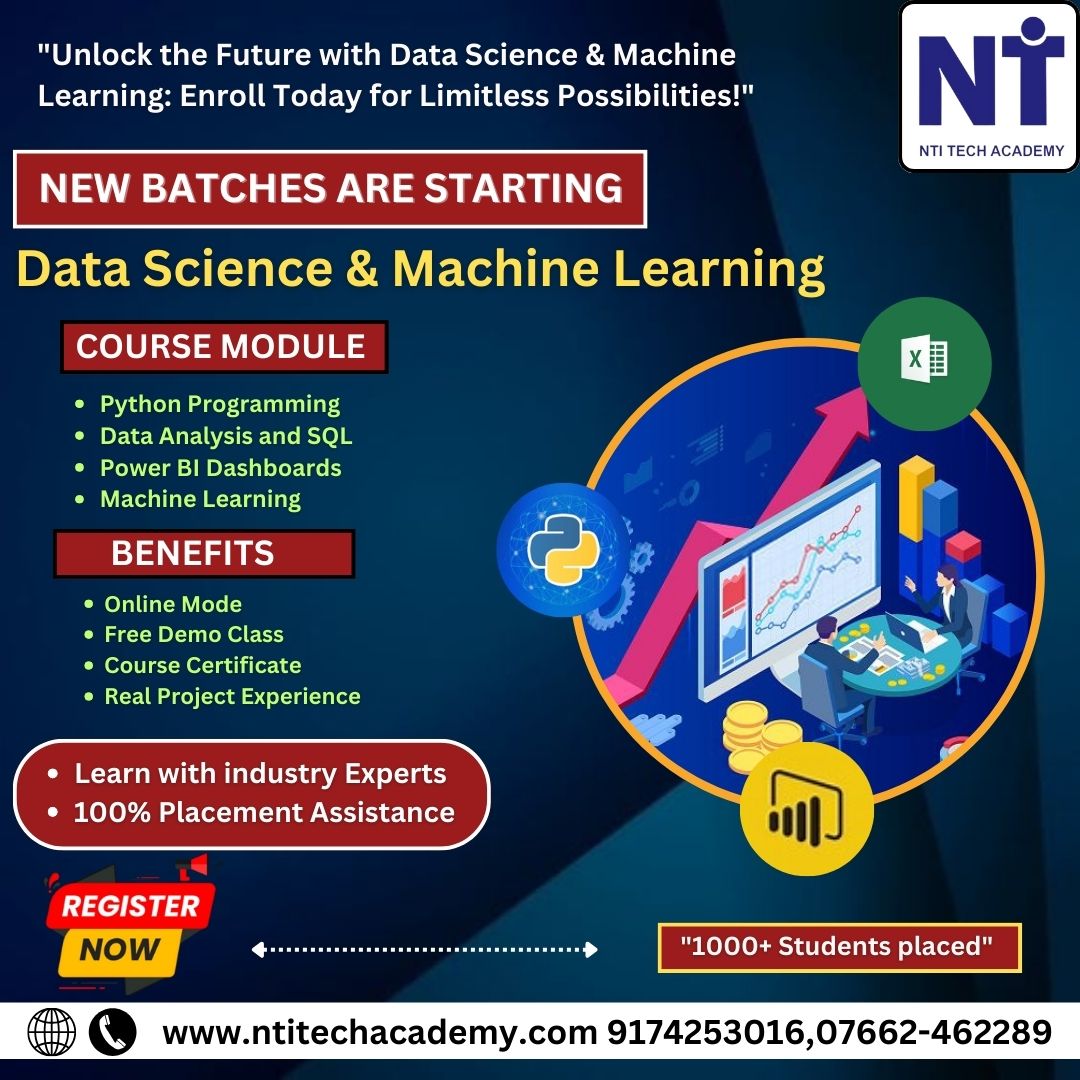 "Unlock the Future with Data Science & Machine
Learning: Enroll Today for Limitless Possibilities!"
NT
NTI TECH ACADEMY
NEW BATCHES ARE STARTING
Data Science & Machine Learning
COURSE MODULE
• Python Programming
• Data Analysis and SQL
• Power BI Dashboards
• Machine Learning
X
BENEFITS
• Online Mode
• Free Demo Class
• Course Certificate
• Real Project Experience
• Learn with industry Experts
• 100% Placement Assistance
REGISTER
NOW
"1000+ Students placed"
www.ntitechacademy.com 9174253016,07662-462289